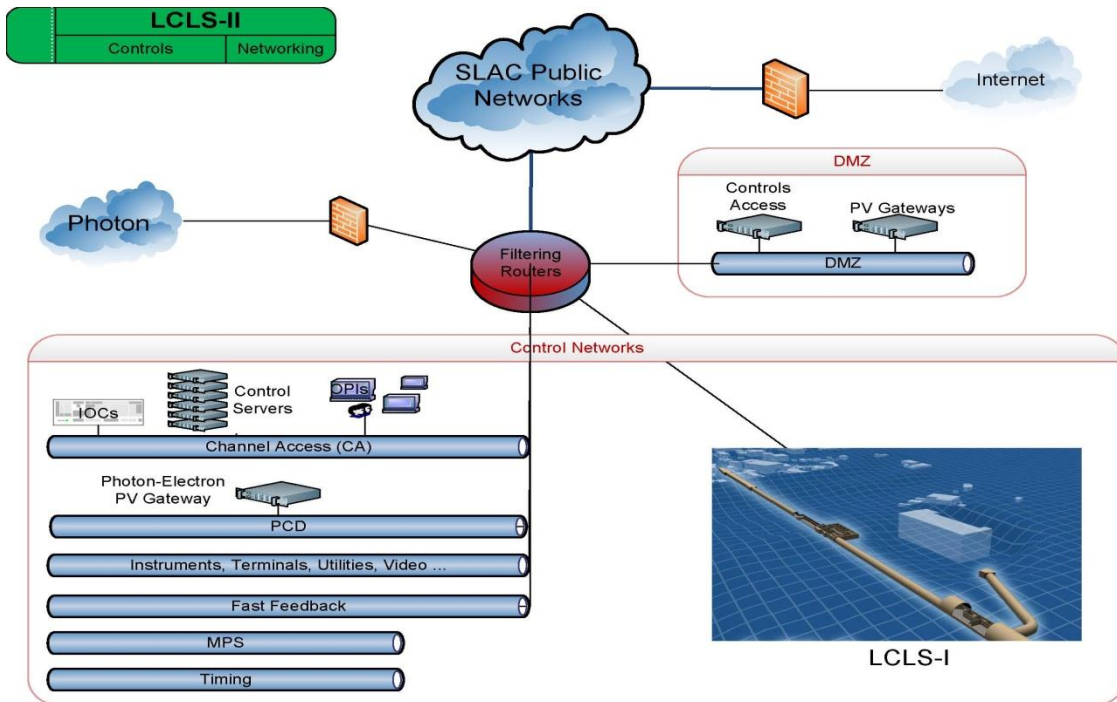 LCLS-II
Controls
Networking
SLAC Public
Networks
Internet
DMZ
Controls
Access
PV Gateways
DMZ
Photon
Filtering
Routers
Control Networks
IOCs
Control
Servers
OPIs
Channel Access (CA)
Photon-Electron
PV Gateway
PCD
Instruments, Terminals, Utilities, Video ...
Fast Feedback
MPS
Timing
LCLS-I